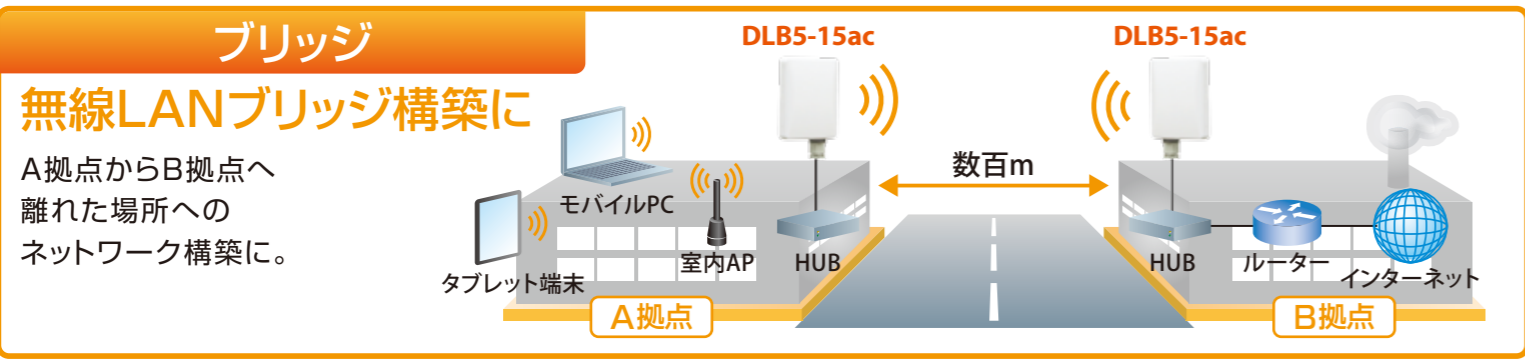 ブリッジ
無線LANブリッジ構築に
A拠点からB拠点へ
離れた場所への
ネットワーク構築に。
DLB5-15ac
DLB5-15ac
数百m
モバイルPC
タブレット端末
室内AP
HUB
HUB
ルーター
インターネット
A拠点
B拠点